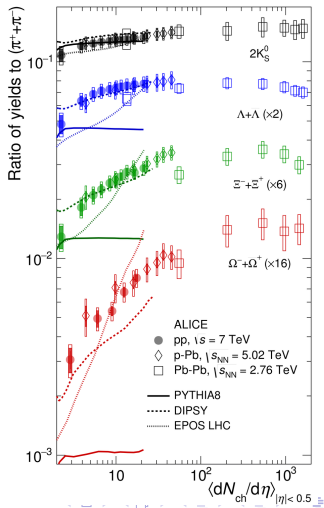 Ratio of yields to (π⁺+π⁻)
10⁻¹
10⁻²
10⁻³
2K⁰S
Λ+Λ (×2)
Ξ⁻+Ξ⁺ (×6)
Ω⁻+Ω⁺ (×16)
ALICE
pp, \s = 7 TeV
p-Pb, \sNN = 5.02 TeV
Pb-Pb, \sNN = 2.76 TeV
PYTHIA8
DIPSY
EPOS LHC
10
10²
10³
⟨dNch/dη⟩|η| < 0.5